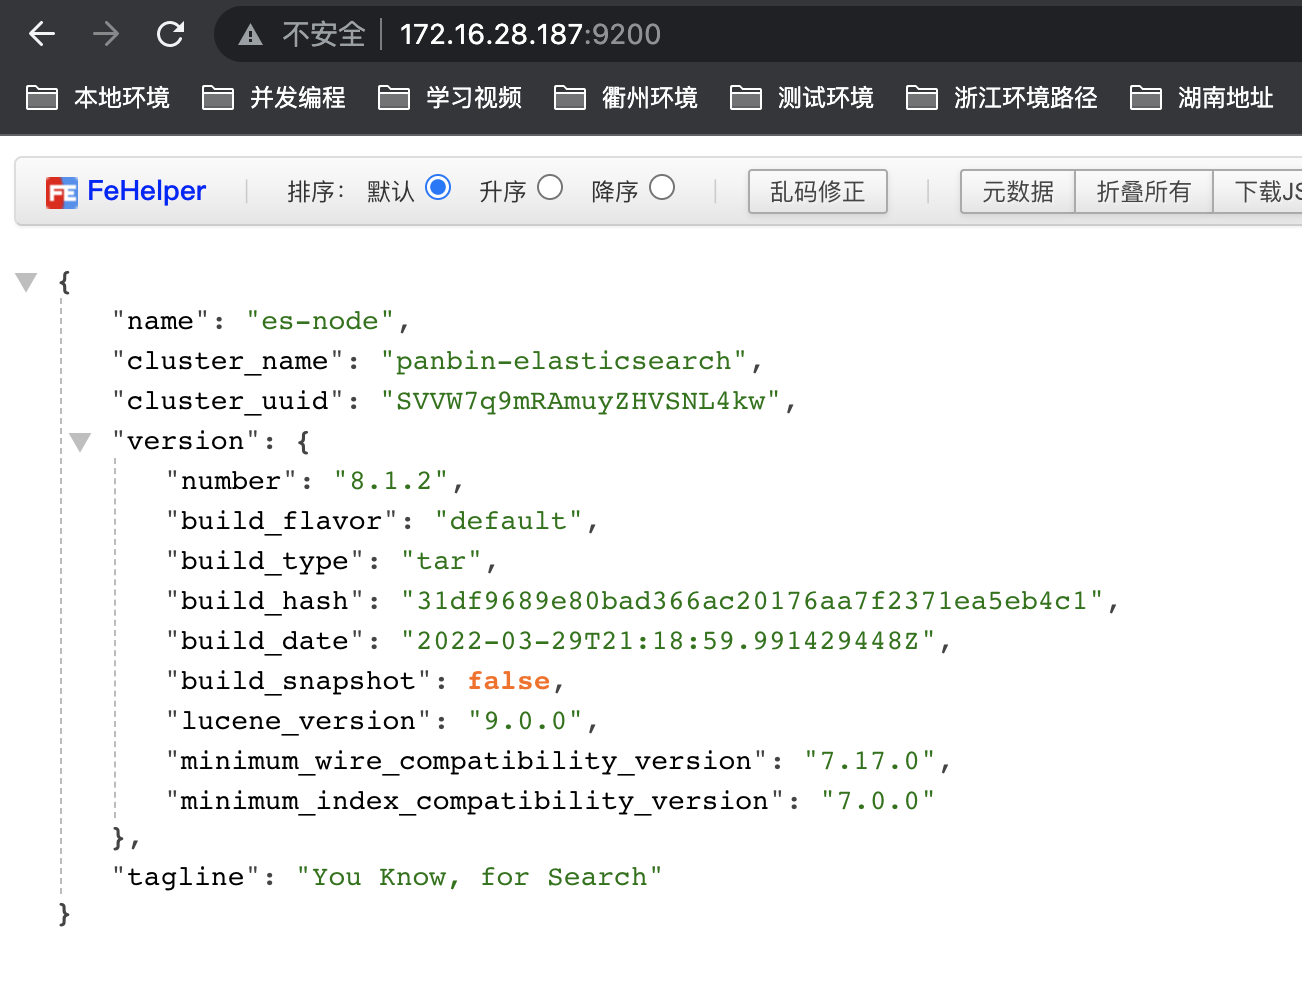 不安全 172.16.28.187:9200
本地环境 并发编程 学习视频 衢州环境 测试环境 浙江环境路径 湖南地址
FE FeHelper 排序: 默认 升序 降序 乱码修正 元数据 折叠所有 下载JS
{
"name": "es-node",
"cluster_name": "panbin-elasticsearch",
"cluster_uuid": "SVVW7q9mRAmuyZHVSNL4kw",
"version": {
"number": "8.1.2",
"build_flavor": "default",
"build_type": "tar",
"build_hash": "31df9689e80bad366ac20176aa7f2371ea5eb4c1",
"build_date": "2022-03-29T21:18:59.991429448Z",
"build_snapshot": false,
"lucene_version": "9.0.0",
"minimum_wire_compatibility_version": "7.17.0",
"minimum_index_compatibility_version": "7.0.0"
},
"tagline": "You Know, for Search"
}